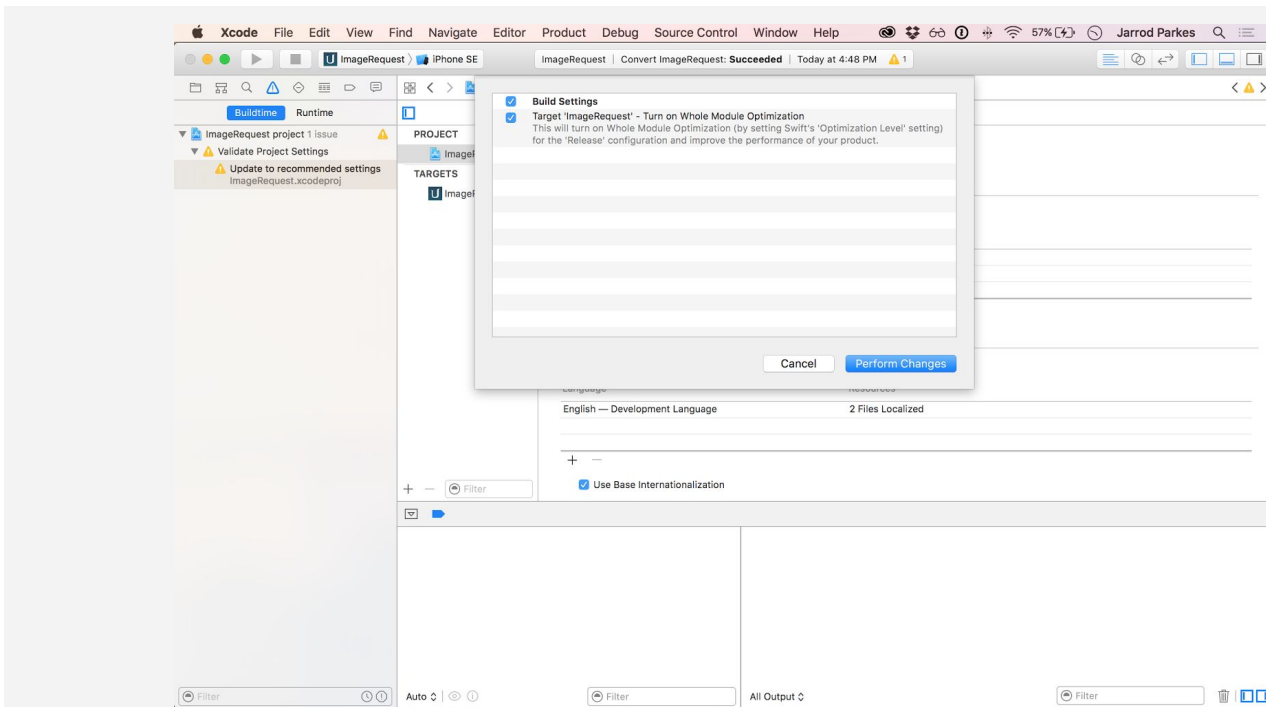 Xcode File Edit View Find Navigate Editor Product Debug Source Control Window Help 57% Jarrod Parkes
ImageRequest iPhone SE ImageRequest | Convert ImageRequest: Succeeded | Today at 4:48 PM 1
Buildtime Runtime
ImageRequest project 1 issue
Validate Project Settings
Update to recommended settings
ImageRequest.xcodeproj
PROJECT
TARGETS
Build Settings
Target 'ImageRequest' - Turn on Whole Module Optimization
This will turn on Whole Module Optimization (by setting Swift's 'Optimization Level' setting)
for the 'Release' configuration and improve the performance of your product.
Cancel Perform Changes
Language Resources
English — Development Language 2 Files Localized
+ −
Use Base Internationalization
+ − Filter
Filter Auto Filter All Output Filter